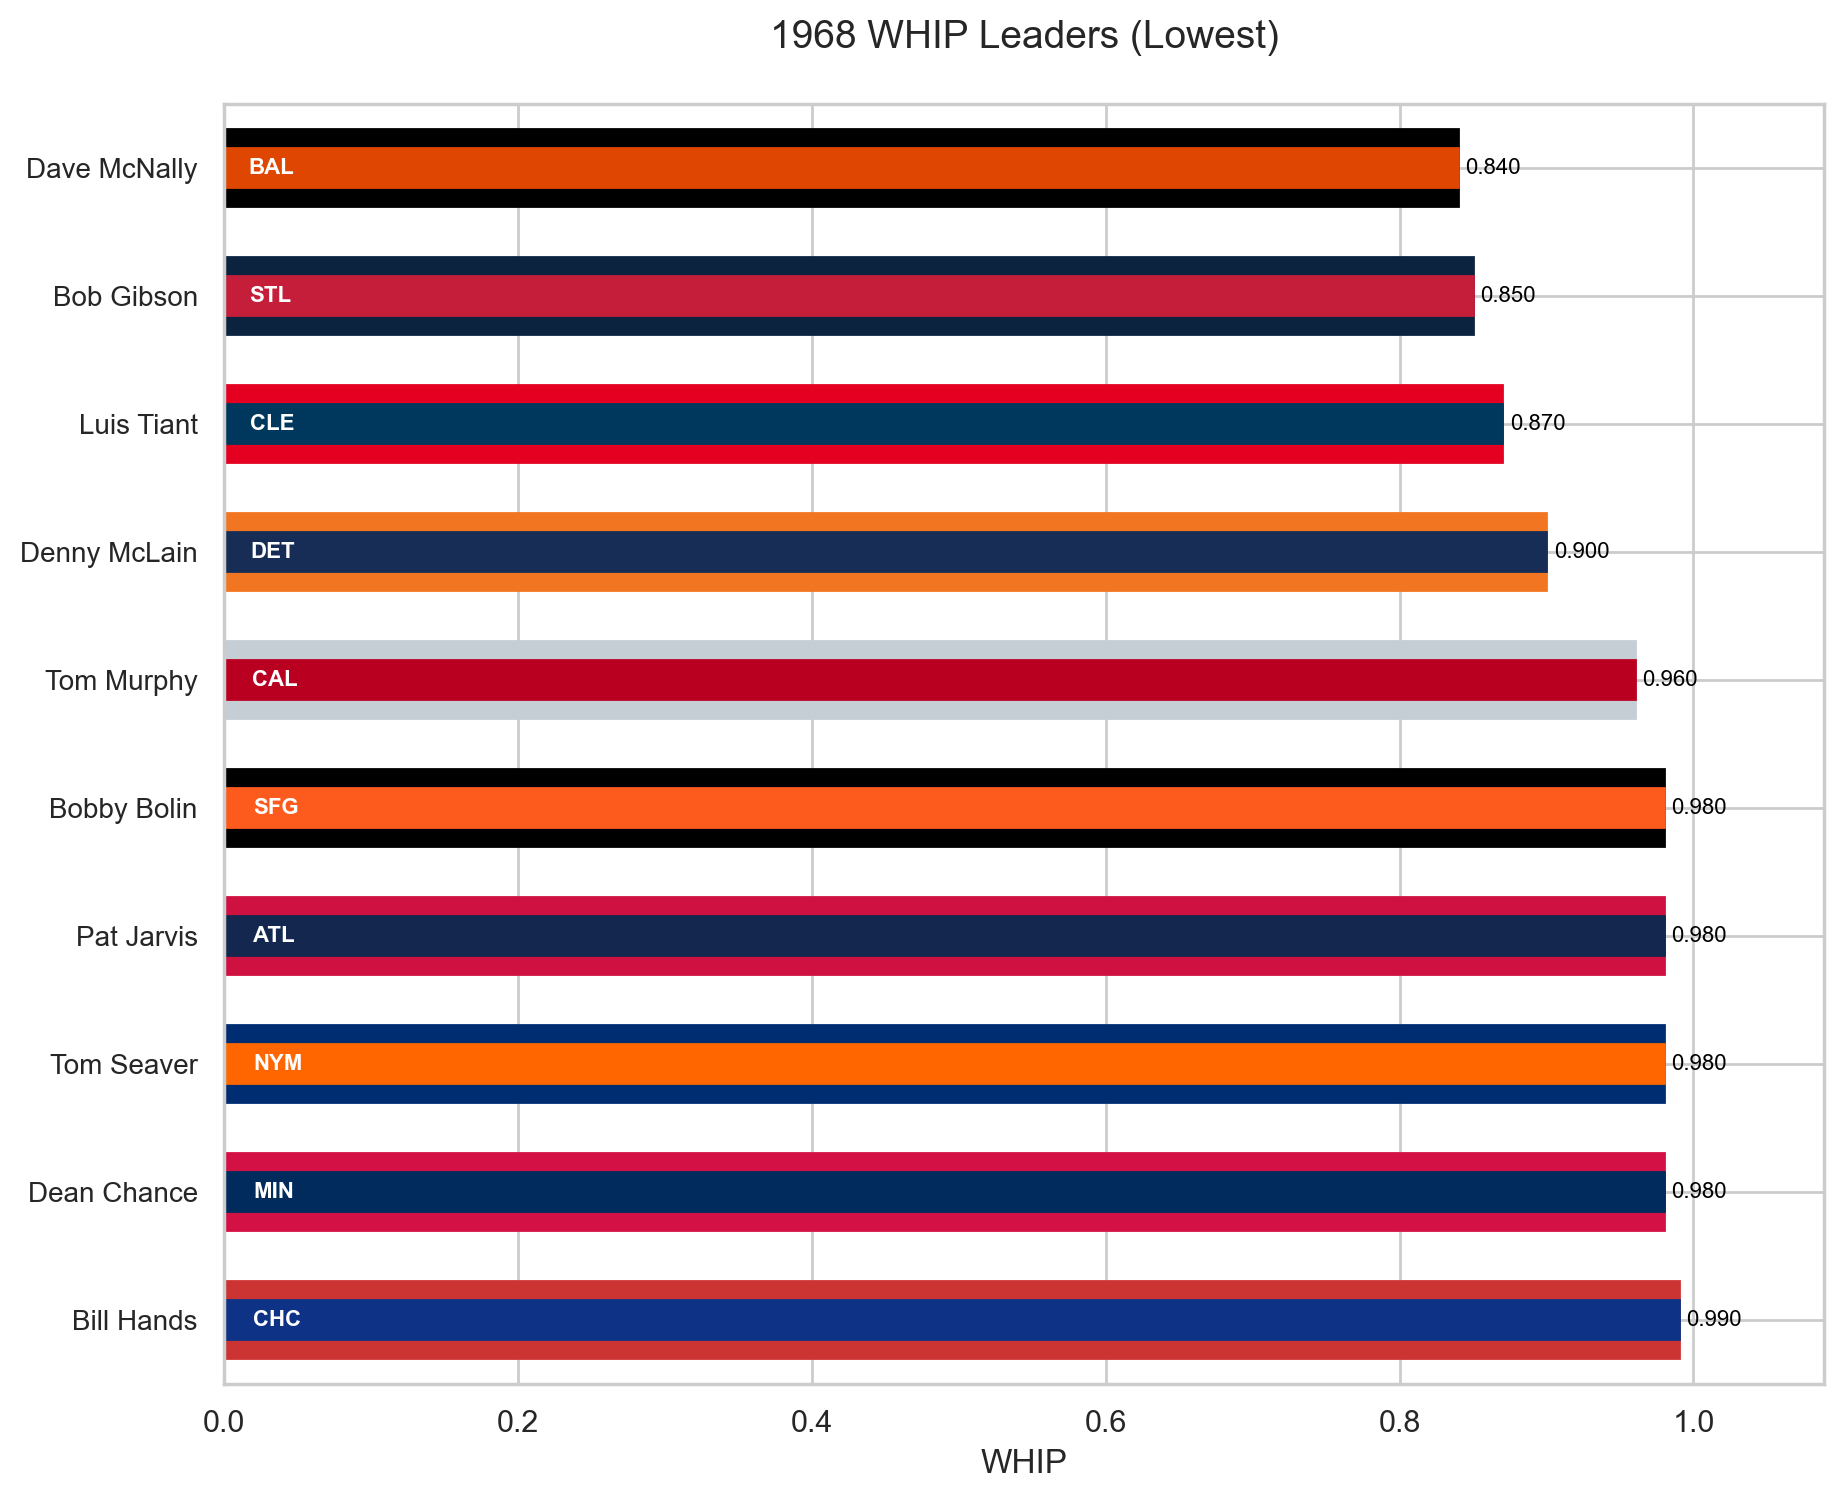 1968 WHIP Leaders (Lowest)
Dave McNally BAL 0.840
Bob Gibson STL 0.850
Luis Tiant CLE 0.870
Denny McLain DET 0.900
Tom Murphy CAL 0.960
Bobby Bolin SFG 0.980
Pat Jarvis ATL 0.980
Tom Seaver NYM 0.980
Dean Chance MIN 0.980
Bill Hands CHC 0.990
0.0 0.2 0.4 0.6 0.8 1.0
WHIP